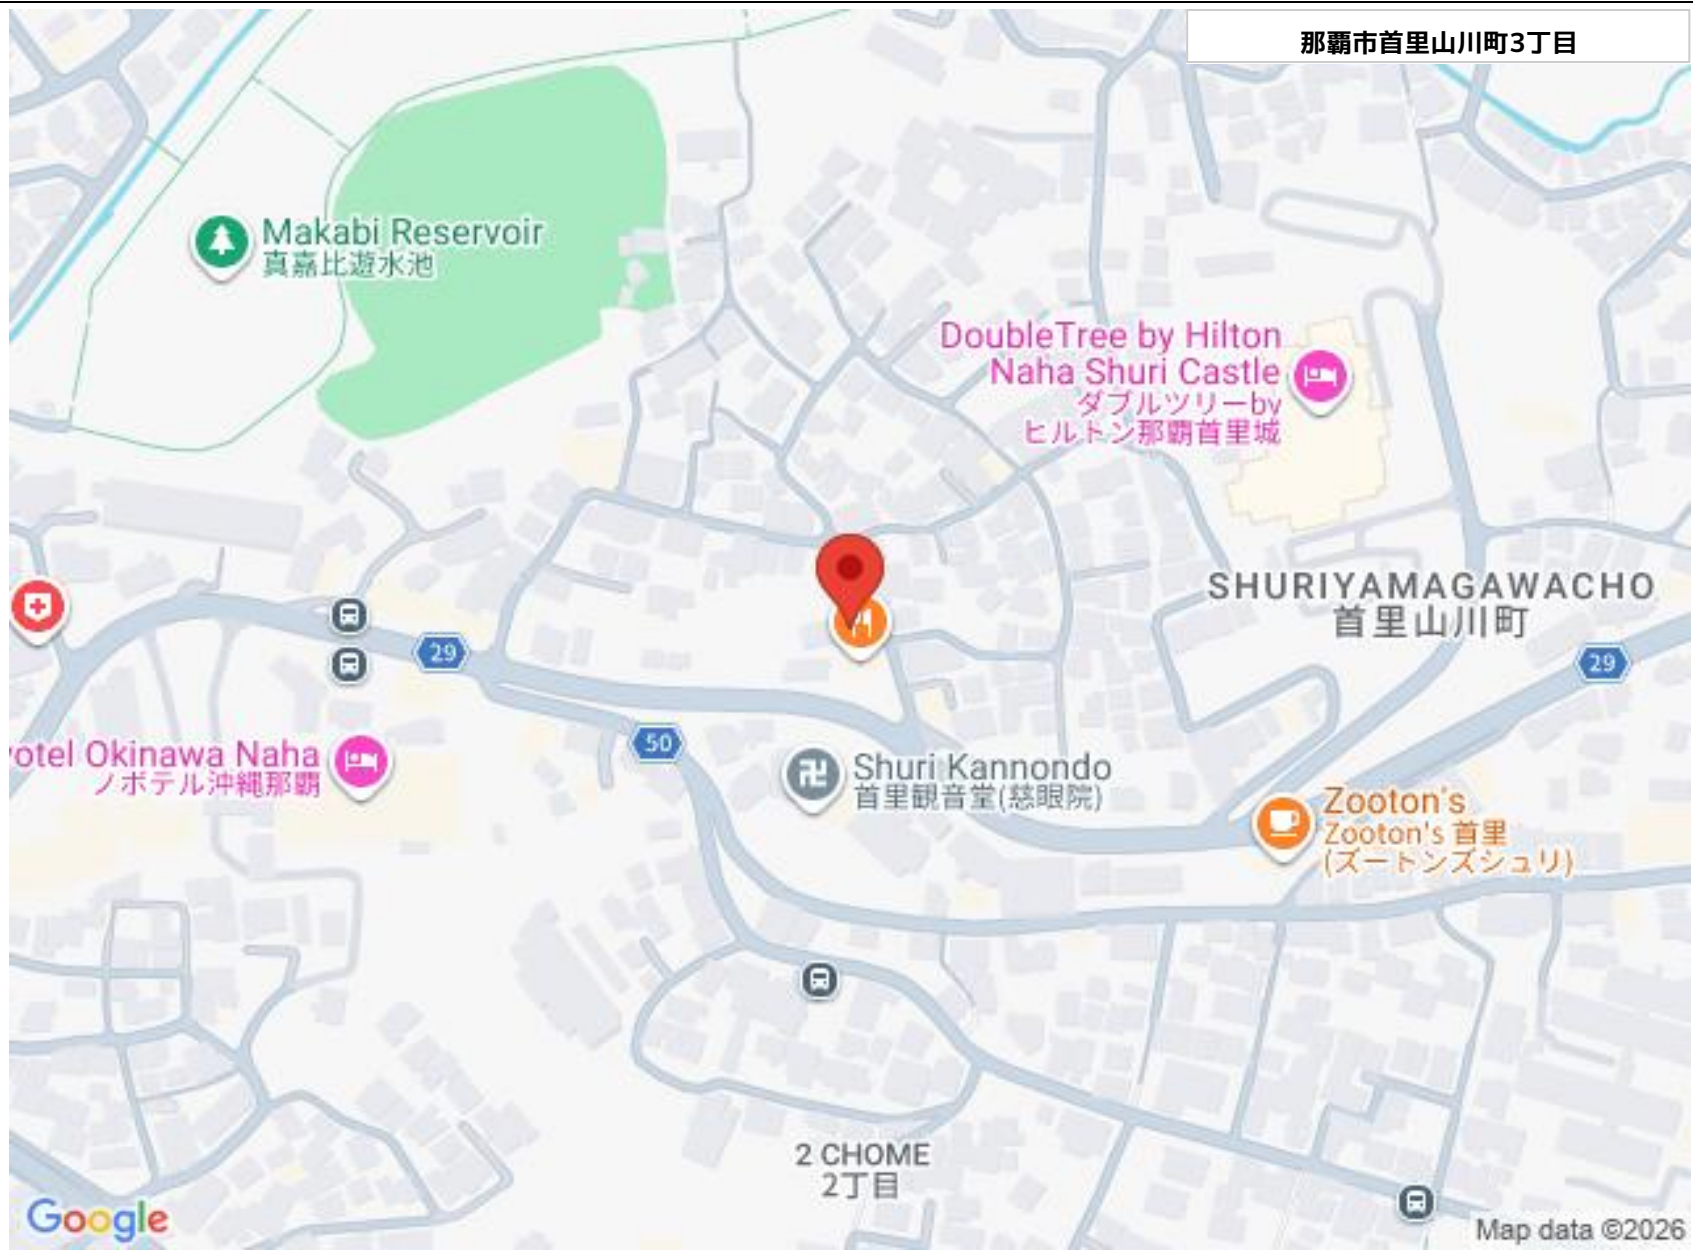 那覇市首里山川町3丁目
Makabi Reservoir
真嘉比遊水池
DoubleTree by Hilton
Naha Shuri Castle
ダブルツリーby
ヒルトン那覇首里城
SHURIYAMAGAWACHO
首里山川町
29
29
50
votel Okinawa Naha
ノボテル沖縄那覇
Shuri Kannondo
首里観音堂(慈眼院)
Zooton's
Zooton's 首里
(ズートンズシュリ)
2 CHOME
2丁目
Google
Map data ©2026